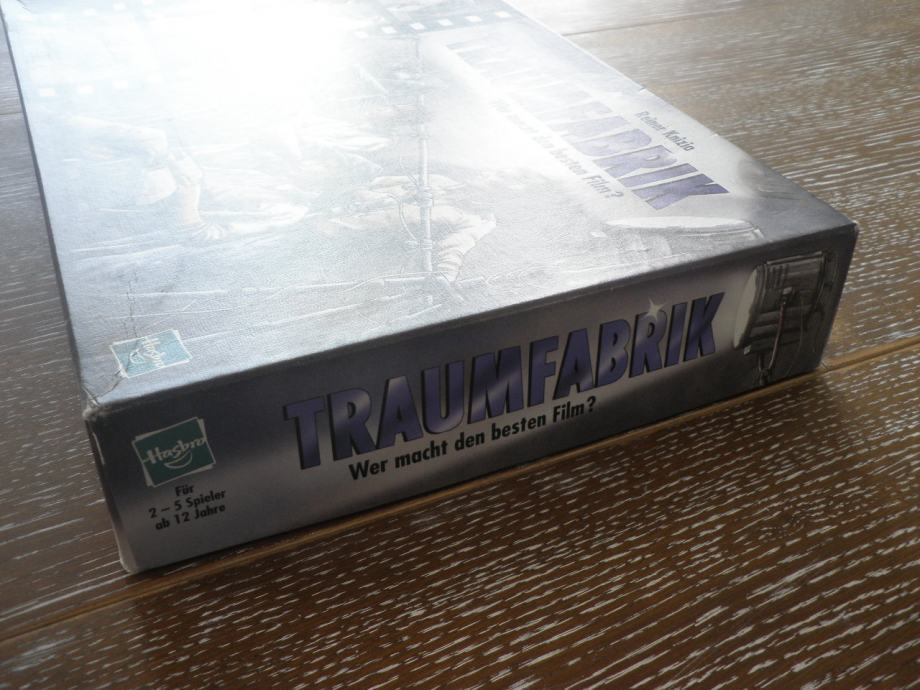 TRAUMFABRIK
Reiner Knizia
Wer macht den besten Film?
Hasbro
TRAUMFABRIK
Wer macht den besten Film?
Hasbro
Für
2 – 5 Spieler
ab 12 Jahre